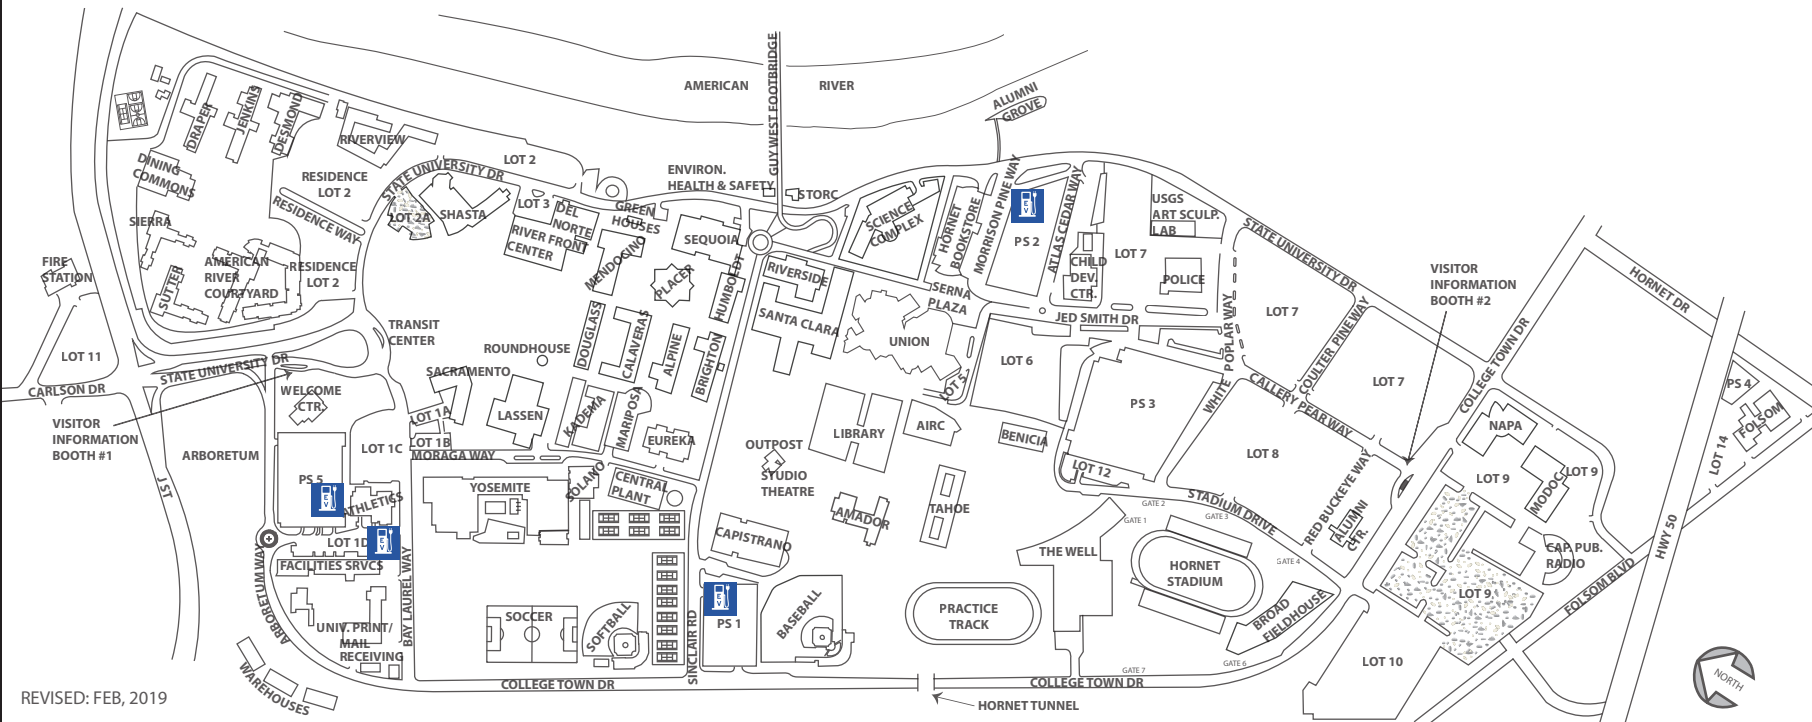 AMERICAN
RIVER
GUY WEST FOOTBRIDGE
ALUMNI
GROVE
DRAPER
JENKINS
DESMOND
RIVERVIEW
DINING
COMMONS
RESIDENCE
LOT 2
STATE UNIVERSITY DR
LOT 2
ENVIRON.
HEALTH & SAFETY
STORC
RESIDENCE WAY
LOT 2A
SHASTA
LOT 3
DEL
NORTE
GREEN
HOUSES
RIVER FRONT
CENTER
SIERRA
SUTTER
AMERICAN
RIVER
COURTYARD
RESIDENCE
LOT 2
FIRE
STATION
MENDOCINO
SEQUOIA
PLACER
HUMBOLDT
RIVERSIDE
SANTA CLARA
SCIENCE
COMPLEX
HORNET
BOOKSTORE
MORRISON PINE WAY
EV
PS 2
ATLAS CEDAR WAY
CHILD
DEV.
CTR.
LOT 7
USGS
ART SCULP.
LAB
POLICE
STATE UNIVERSITY DR
SERNA
PLAZA
JED SMITH DR
WHITE POPLAR WAY
LOT 7
COULTER PINE WAY
LOT 7
VISITOR
INFORMATION
BOOTH #2
COLLEGE TOWN DR
HORNET DR
TRANSIT
CENTER
ROUNDHOUSE
DOUGLASS
CALAVERAS
ALPINE
BRIGHTON
UNION
LOT 5
LOT 6
PS 3
CALLERY PEAR WAY
LOT 11
CARLSON DR
STATE UNIVERSITY DR
WELCOME
CTR.
SACRAMENTO
LASSEN
KADEMA
MARIPOSA
EUREKA
LOT 1A
LOT 1B
LOT 1C
MORAGA WAY
VISITOR
INFORMATION
BOOTH #1
ARBORETUM
J ST
OUTPOST
STUDIO
THEATRE
LIBRARY
AIRC
BENICIA
LOT 12
LOT 8
RED BUCKEYE WAY
ALUMNI
CTR.
NAPA
LOT 9
MODOC
LOT 9
PS 4
FOLSOM
LOT 14
HWY 50
FOLSOM BLVD
CAP. PUB.
RADIO
LOT 9
LOT 10
PS 5
EV
ATHLETICS
EV
LOT 1D
FACILITIES SRVCS
YOSEMITE
SOLANO
CENTRAL
PLANT
CAPISTRANO
AMADOR
TAHOE
GATE 1
GATE 2
GATE 3
STADIUM DRIVE
GATE 4
THE WELL
HORNET
STADIUM
BROAD
FIELDHOUSE
ARBORETUM WAY
BAY LAUREL WAY
UNIV. PRINT/
MAIL
RECEIVING
WAREHOUSES
SOCCER
SOFTBALL
SINCLAIR RD
EV
PS 1
BASEBALL
PRACTICE
TRACK
GATE 7
GATE 6
COLLEGE TOWN DR
COLLEGE TOWN DR
HORNET TUNNEL
NORTH
REVISED: FEB, 2019